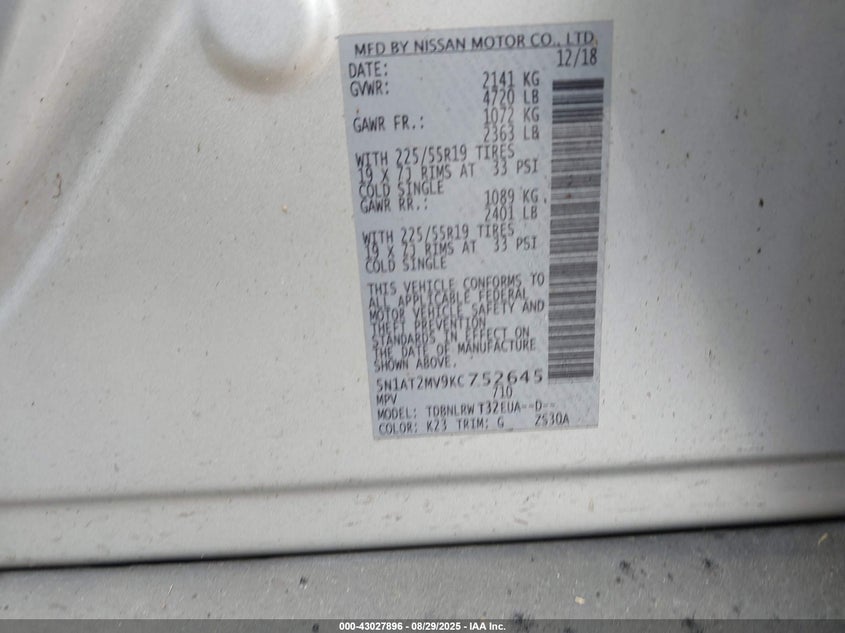 MFD BY NISSAN MOTOR CO., LTD.
DATE: 12/18
GVWR: 2141 KG
4720 LB
GAWR FR.: 1072 KG
2363 LB
WITH 225/55R19 TIRES
19 X 7J RIMS AT 33 PSI
COLD SINGLE
GAWR RR.: 1089 KG
2401 LB
WITH 225/55R19 TIRES
19 X 7J RIMS AT 33 PSI
COLD SINGLE
THIS VEHICLE CONFORMS TO
ALL APPLICABLE FEDERAL
MOTOR VEHICLE SAFETY AND
THEFT PREVENTION
STANDARDS IN EFFECT ON
THE DATE OF MANUFACTURE
SHOWN ABOVE.
5N1AT2MV9KC752645
MPV /10
MODEL: TDBNLRW T32EUA--D--
COLOR: K23 TRIM: G ZS30A
000-43027896 - 08/29/2025 - IAA Inc.